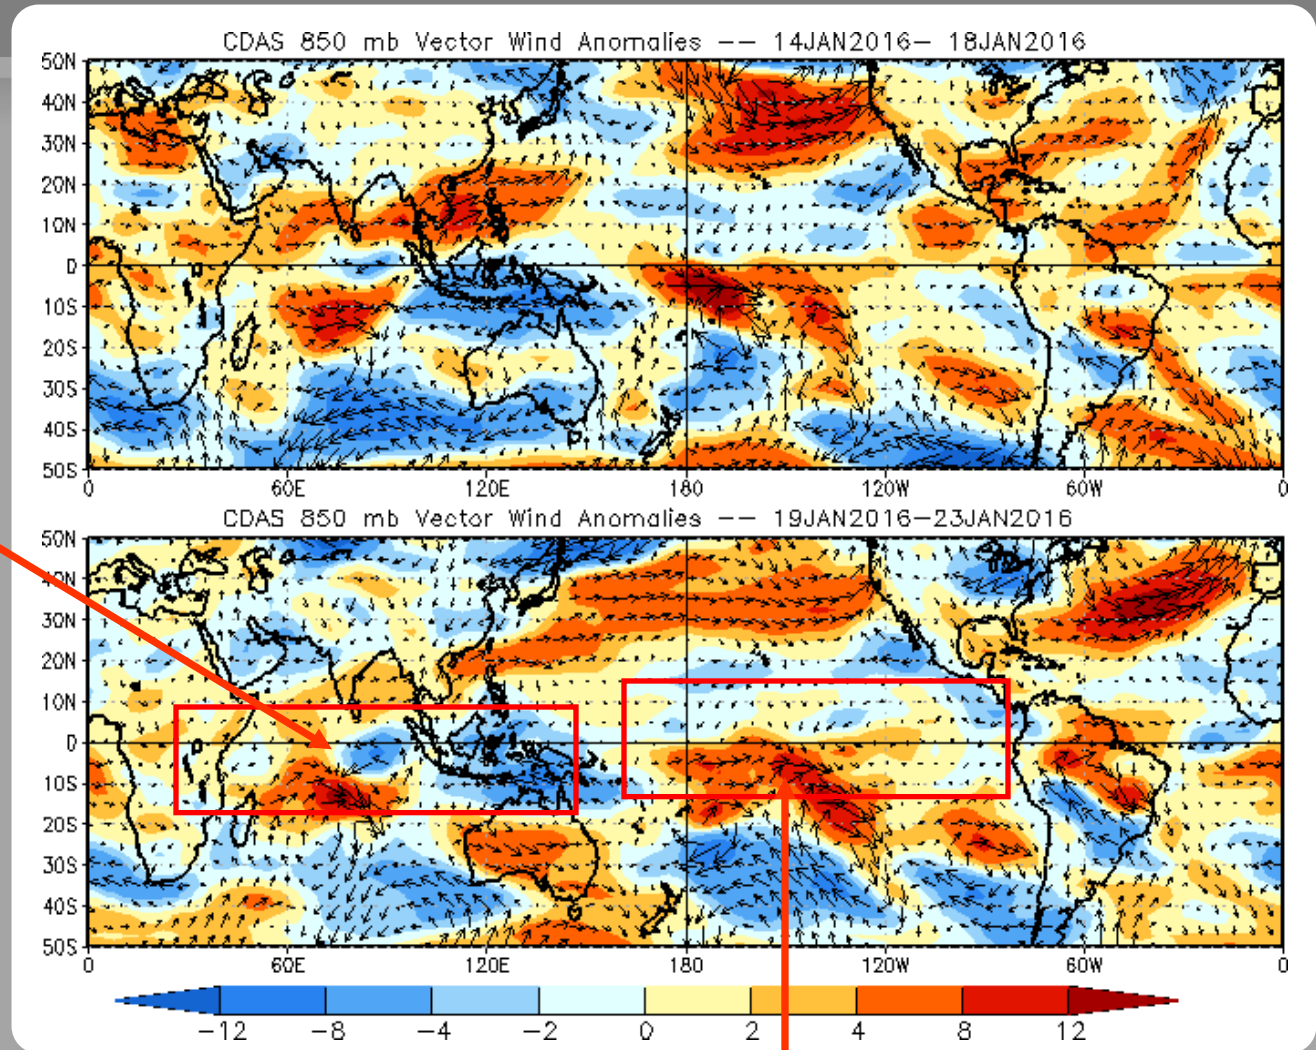 CDAS 850 mb Vector Wind Anomalies –– 14JAN2016– 18JAN2016
50N
40N
30N
20N
10N
0
10S
20S
30S
40S
50S
0 60E 120E 180 120W 60W 0
CDAS 850 mb Vector Wind Anomalies –– 19JAN2016–23JAN2016
50N
40N
30N
20N
10N
0
10S
20S
30S
40S
50S
0 60E 120E 180 120W 60W 0
−12 −8 −4 −2 0 2 4 8 12